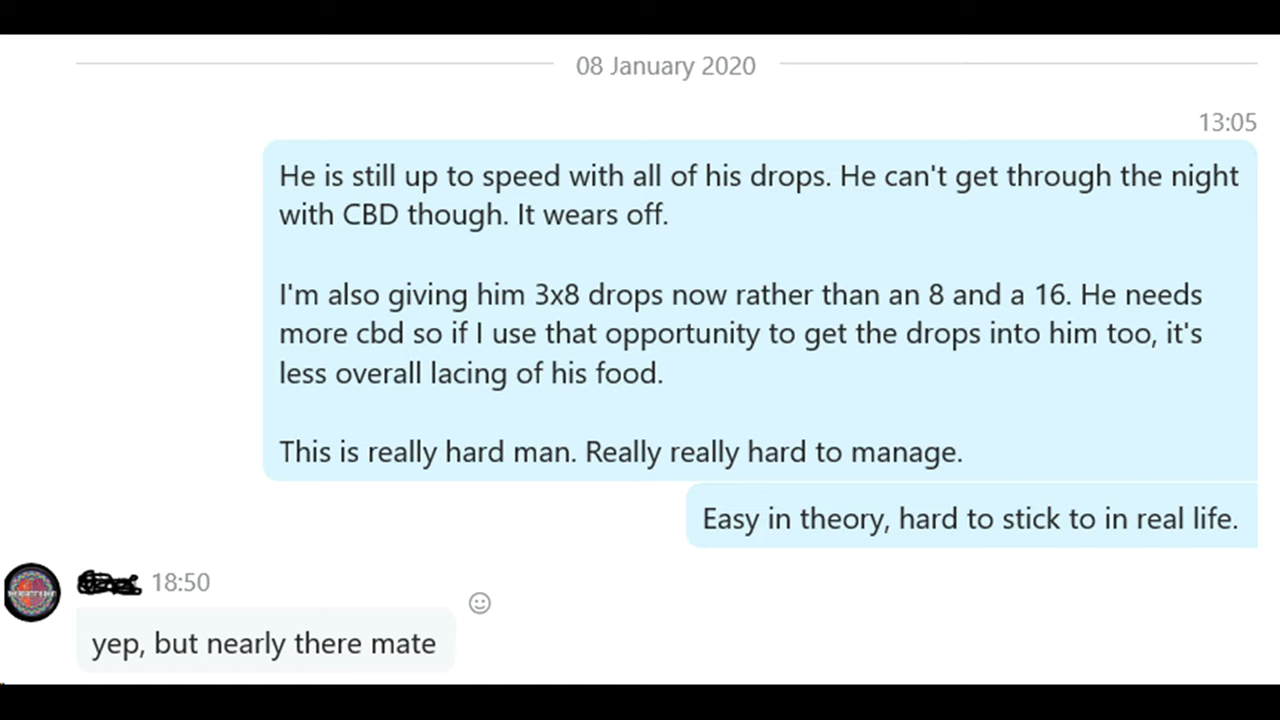 08 January 2020
13:05
He is still up to speed with all of his drops. He can't get through the night
with CBD though. It wears off.
I'm also giving him 3x8 drops now rather than an 8 and a 16. He needs
more cbd so if I use that opportunity to get the drops into him too, it's
less overall lacing of his food.
This is really hard man. Really really hard to manage.
Easy in theory, hard to stick to in real life.
18:50
yep, but nearly there mate